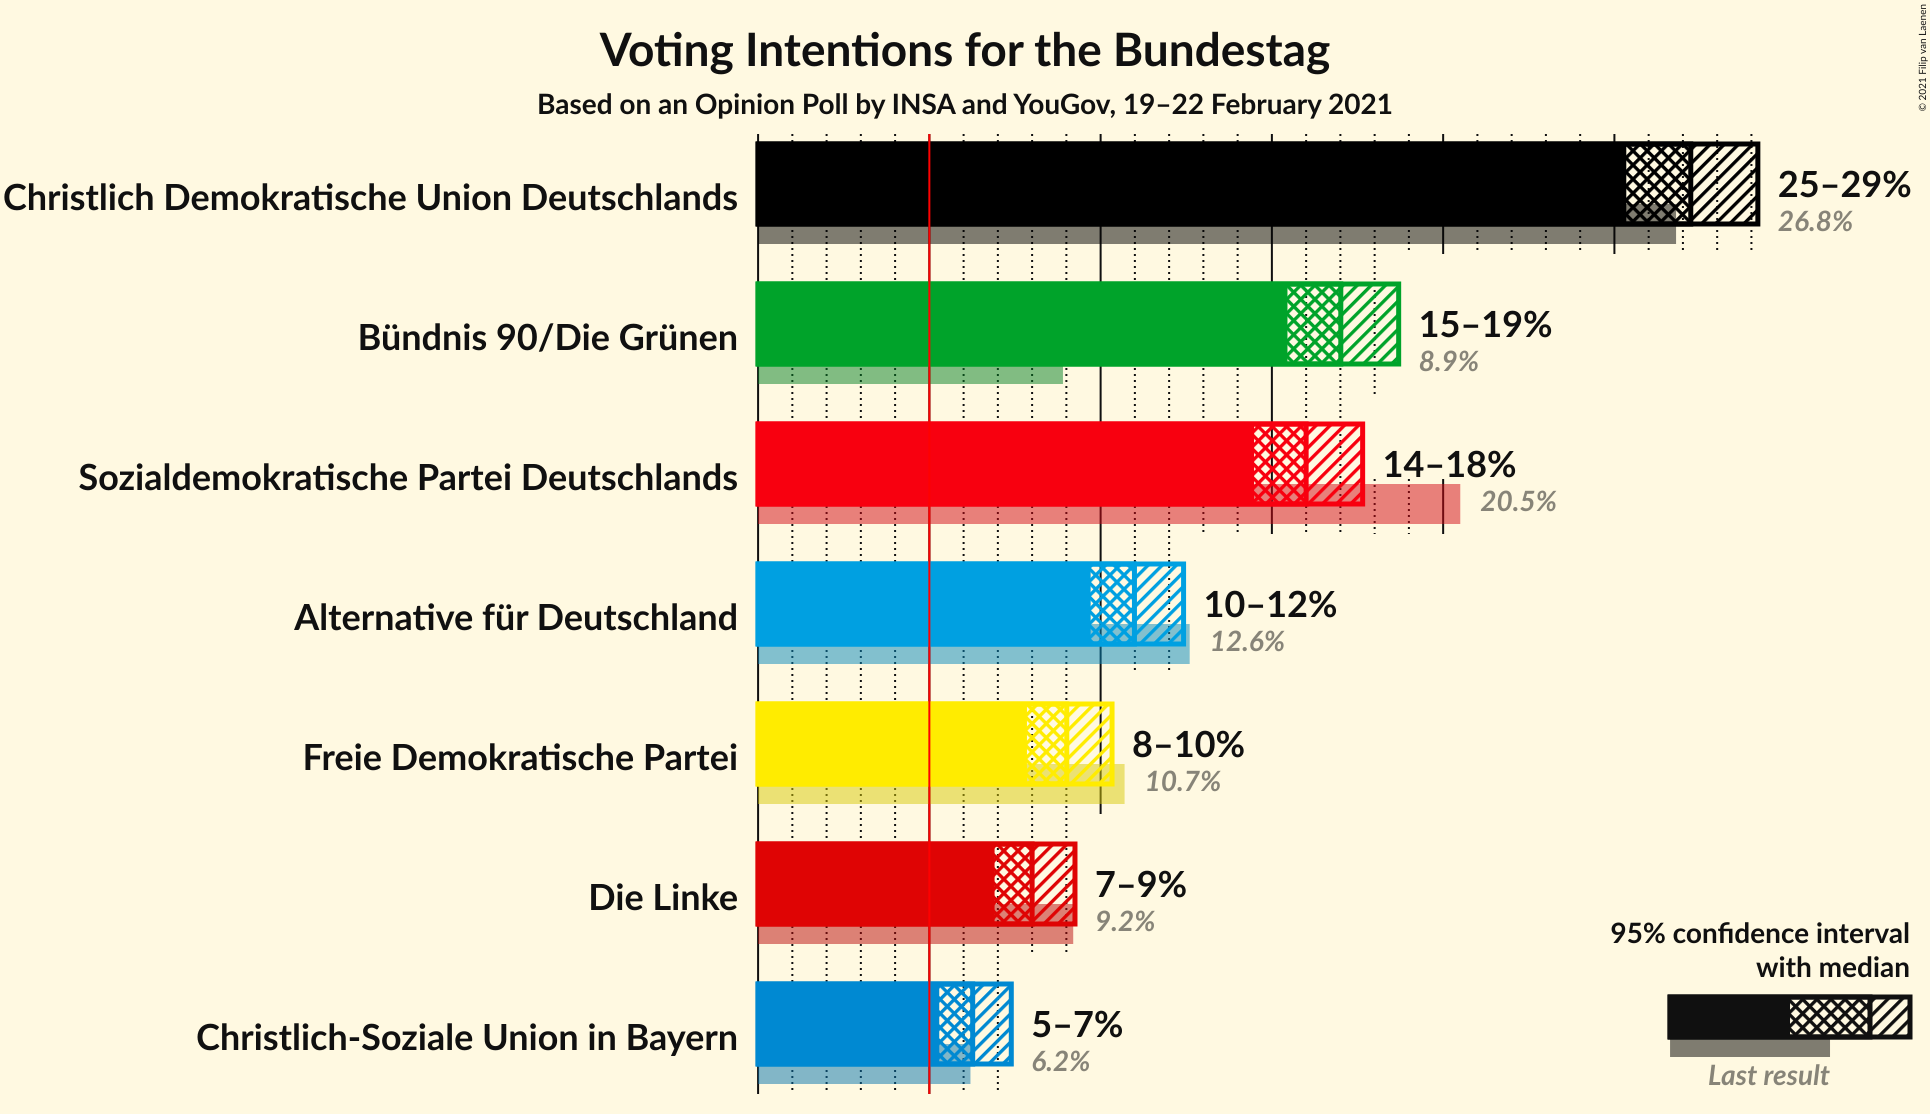 Voting Intentions for the Bundestag
Based on an Opinion Poll by INSA and YouGov, 19–22 February 2021
© 2021 Filip van Laenen
Christlich Demokratische Union Deutschlands
25–29%
26.8%
Bündnis 90/Die Grünen
15–19%
8.9%
Sozialdemokratische Partei Deutschlands
14–18%
20.5%
Alternative für Deutschland
10–12%
12.6%
Freie Demokratische Partei
8–10%
10.7%
Die Linke
7–9%
9.2%
Christlich-Soziale Union in Bayern
5–7%
6.2%
95% confidence interval
with median
Last result